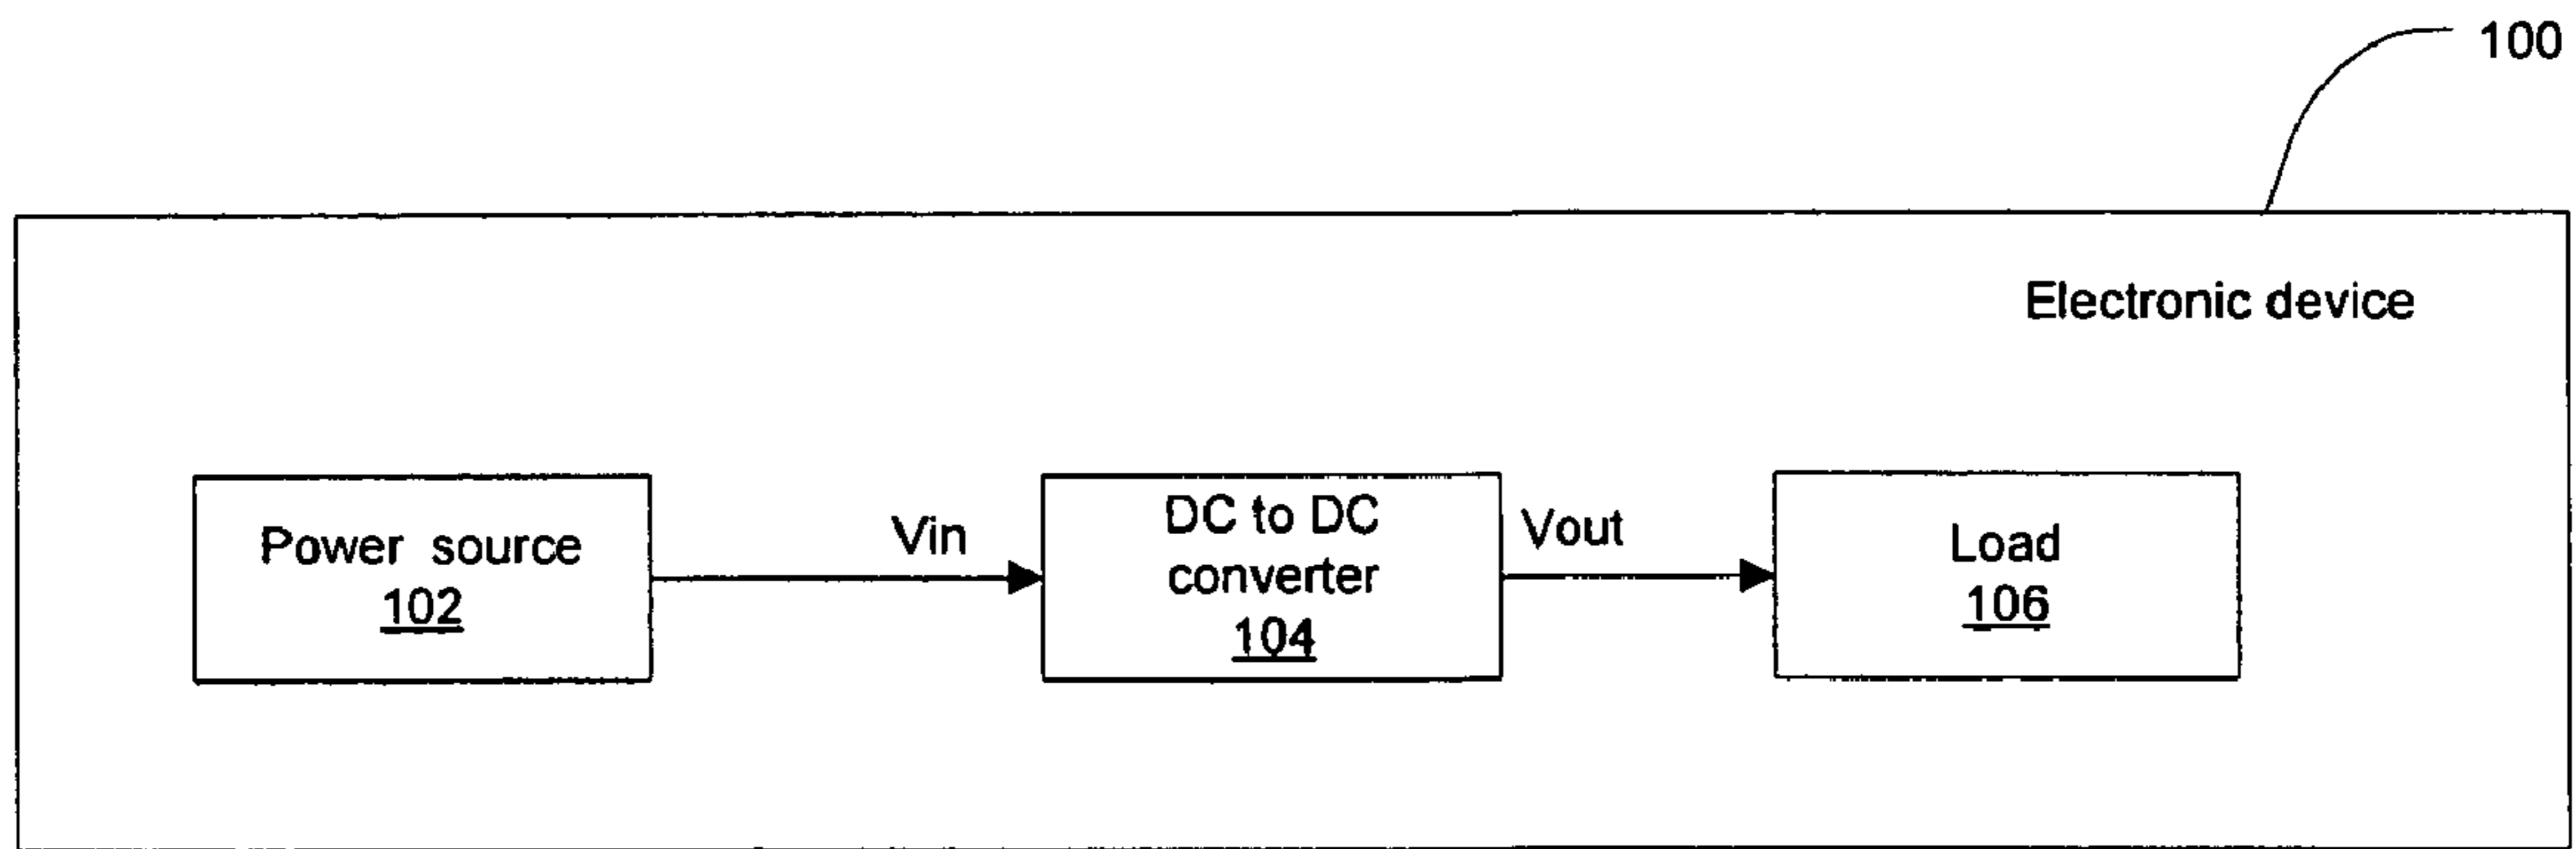 100
Electronic device
Power source
102
Vin
DC to DC
converter
104
Vout
Load
106